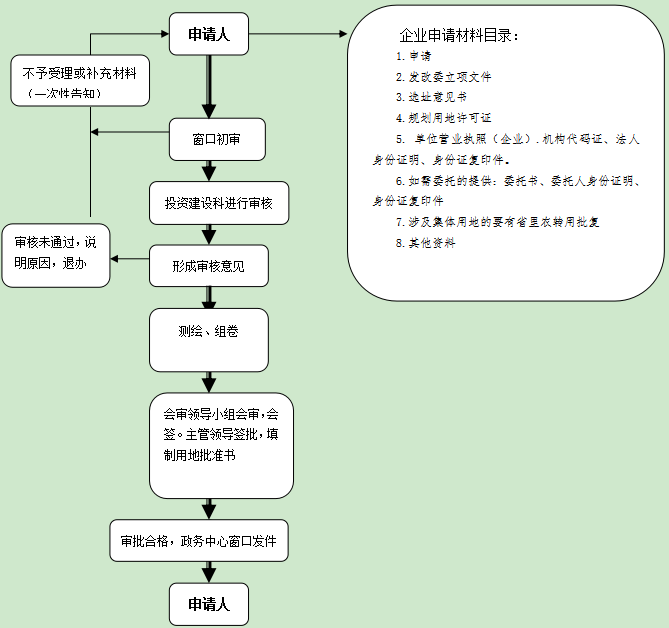 申请人
企业申请材料目录：
1.申请
2.发改委立项文件
3.选址意见书
4.规划用地许可证
5. 单位营业执照（企业）.机构代码证、法人
身份证明、身份证复印件。
6.如需委托的提供：委托书、委托人身份证明、
身份证复印件
7.涉及集体用地的要有省里农转用批复
8.其他资料
不予受理或补充材料
（一次性告知）
窗口初审
投资建设科进行审核
审核未通过，说
明原因，退办
形成审核意见
测绘、组卷
会审领导小组会审，会
签。主管领导签批，填
制用地批准书
审批合格，政务中心窗口发件
申请人